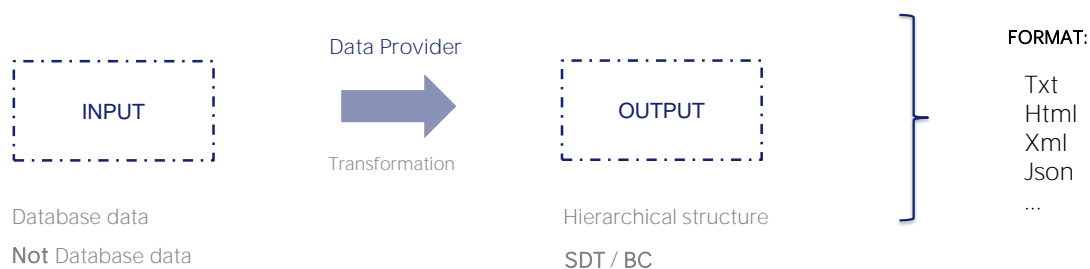 Data Provider
INPUT
Transformation
OUTPUT
Database data
Not Database data
Hierarchical structure
SDT / BC
FORMAT:
Txt
Html
Xml
Json
...